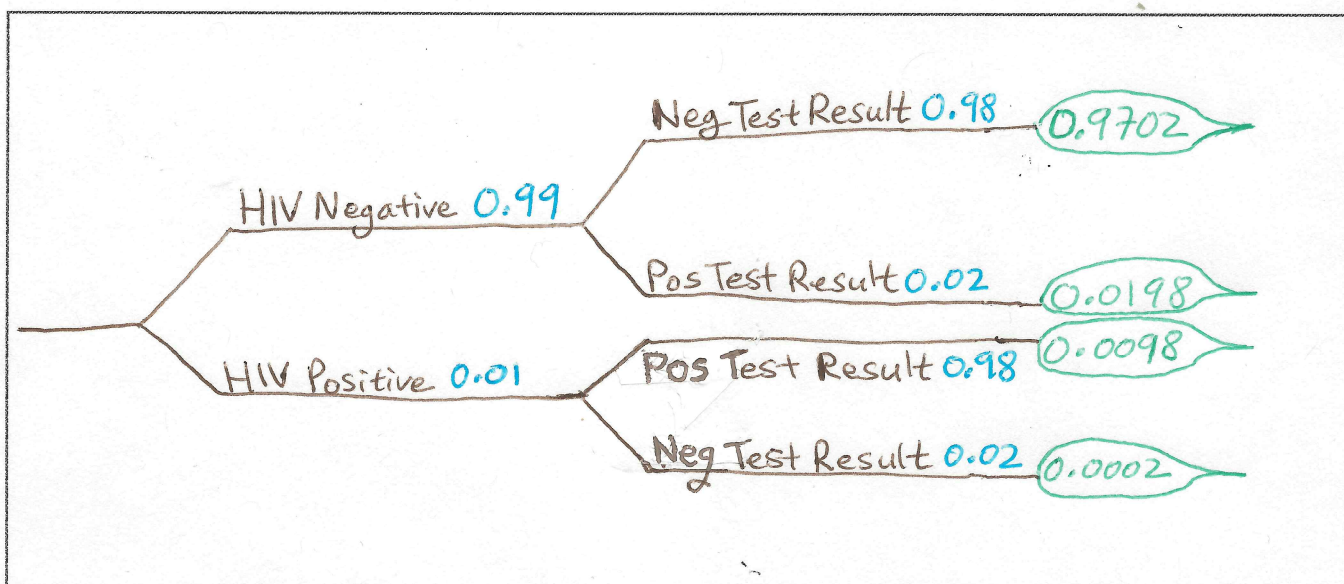 Neg Test Result 0.98 0.9702
HIV Negative 0.99
Pos Test Result 0.02 0.0198
HIV Positive 0.01
Pos Test Result 0.98 0.0098
Neg Test Result 0.02 0.0002